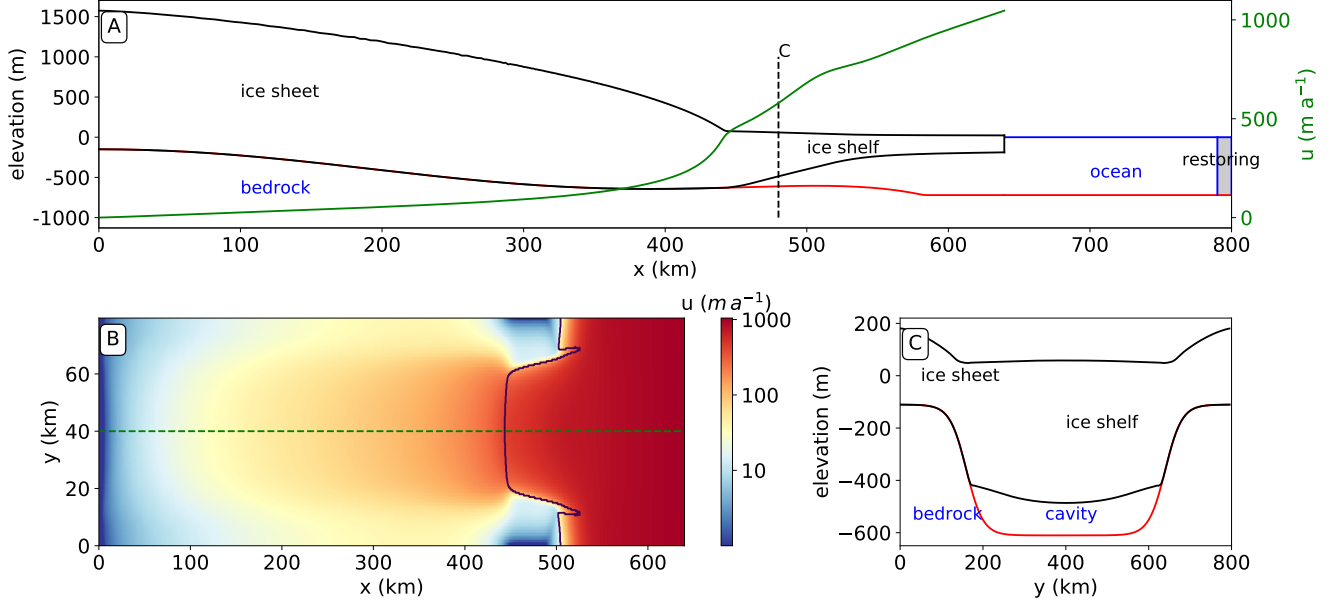 A
1500
1000
500
0
-500
-1000
elevation (m)
ice sheet
bedrock
C
ice shelf
ocean
restoring
1000
500
0
u (m a⁻¹)
0 100 200 300 400 500 600 700 800
x (km)
B
60
40
20
0
y (km)
0 100 200 300 400 500 600
x (km)
u (m a⁻¹)
1000
100
10
C
200
0
−200
−400
−600
elevation (m)
ice sheet
ice shelf
bedrock
cavity
0 200 400 600 800
y (km)